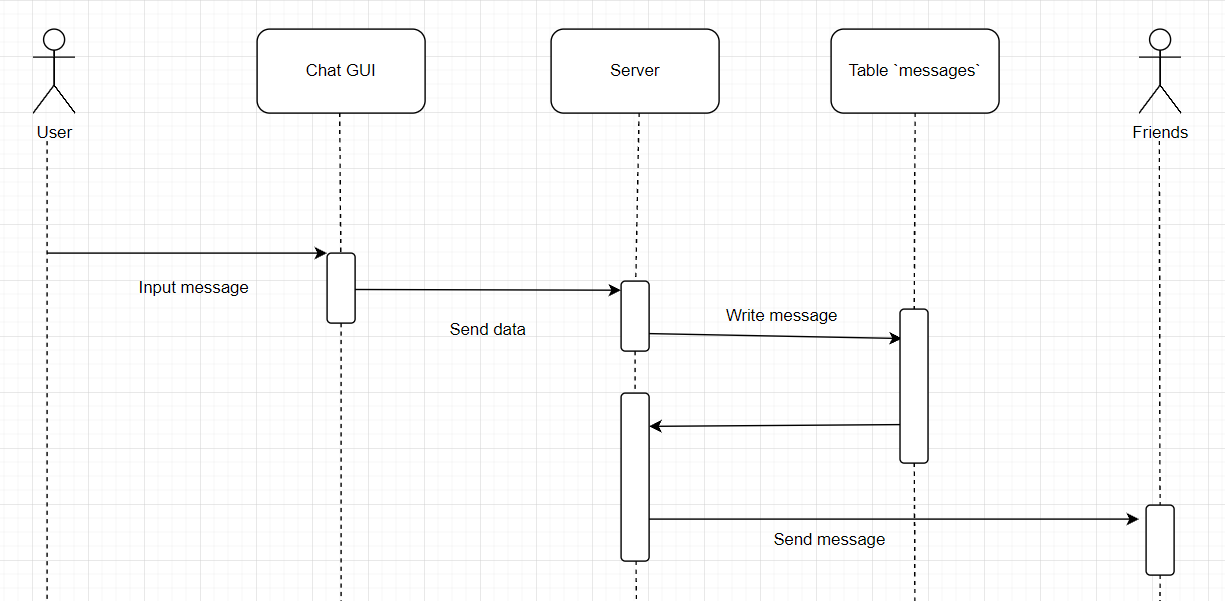 Chat GUI
Server
Table `messages`
User
Friends
Input message
Send data
Write message
Send message